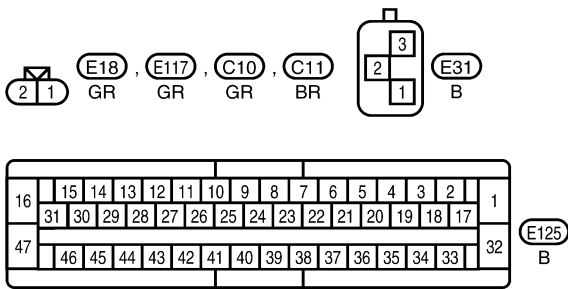 3
2 1 E18 , E117 , C10 , C11 2 E31
GR GR GR BR 1 B
16 15 14 13 12 11 10 9 8 7 6 5 4 3 2 1
31 30 29 28 27 26 25 24 23 22 21 20 19 18 17
E125
47 46 45 44 43 42 41 40 39 38 37 36 35 34 33 32
B